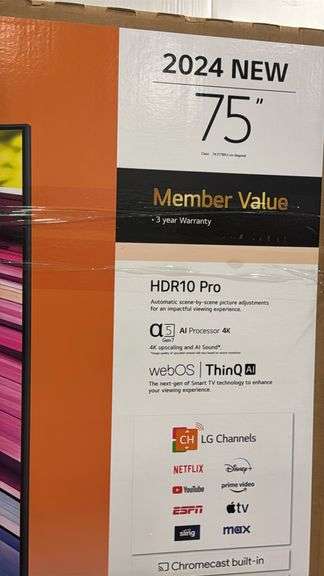 2024 NEW
75"
Member Value
• 3 year Warranty
HDR10 Pro
Automatic scene-by-scene picture adjustments
for an impactful viewing experience.
α5 AI Processor 4K
Gen7
4K upscaling and AI Sound*.
webOS | ThinQ AI
The next-gen of Smart TV technology to enhance
your viewing experience.
CH LG Channels
NETFLIX Disney+
YouTube prime video
ESPN tv
sling max
Chromecast built-in